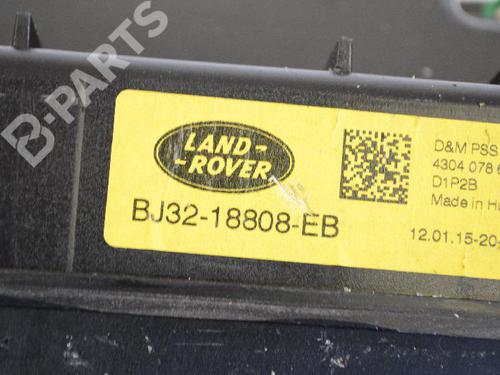 B-PARTS
LAND-
-ROVER
BJ32-18808-EB
D&M PSS
4304 078
D1P2B
Made in
12.01.15-20